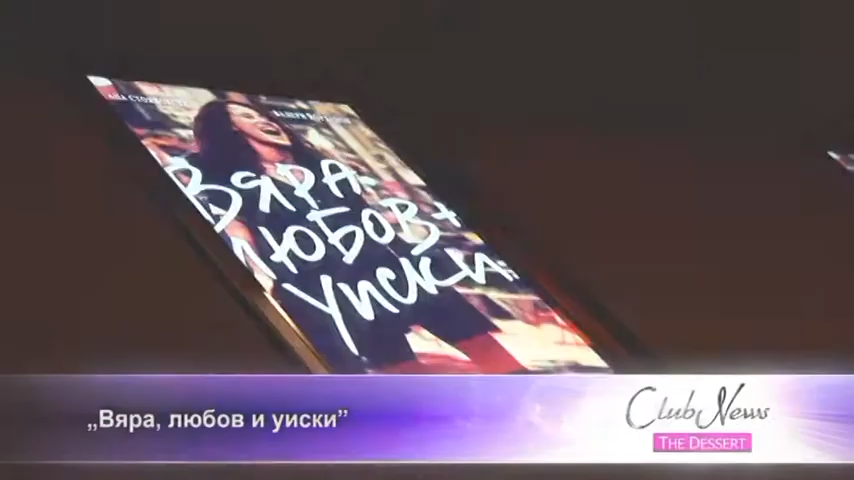 ВЯРА,
ЛЮБОВ +
УИСКИ
„Вяра, любов и уиски”
Club News
THE DESSERT